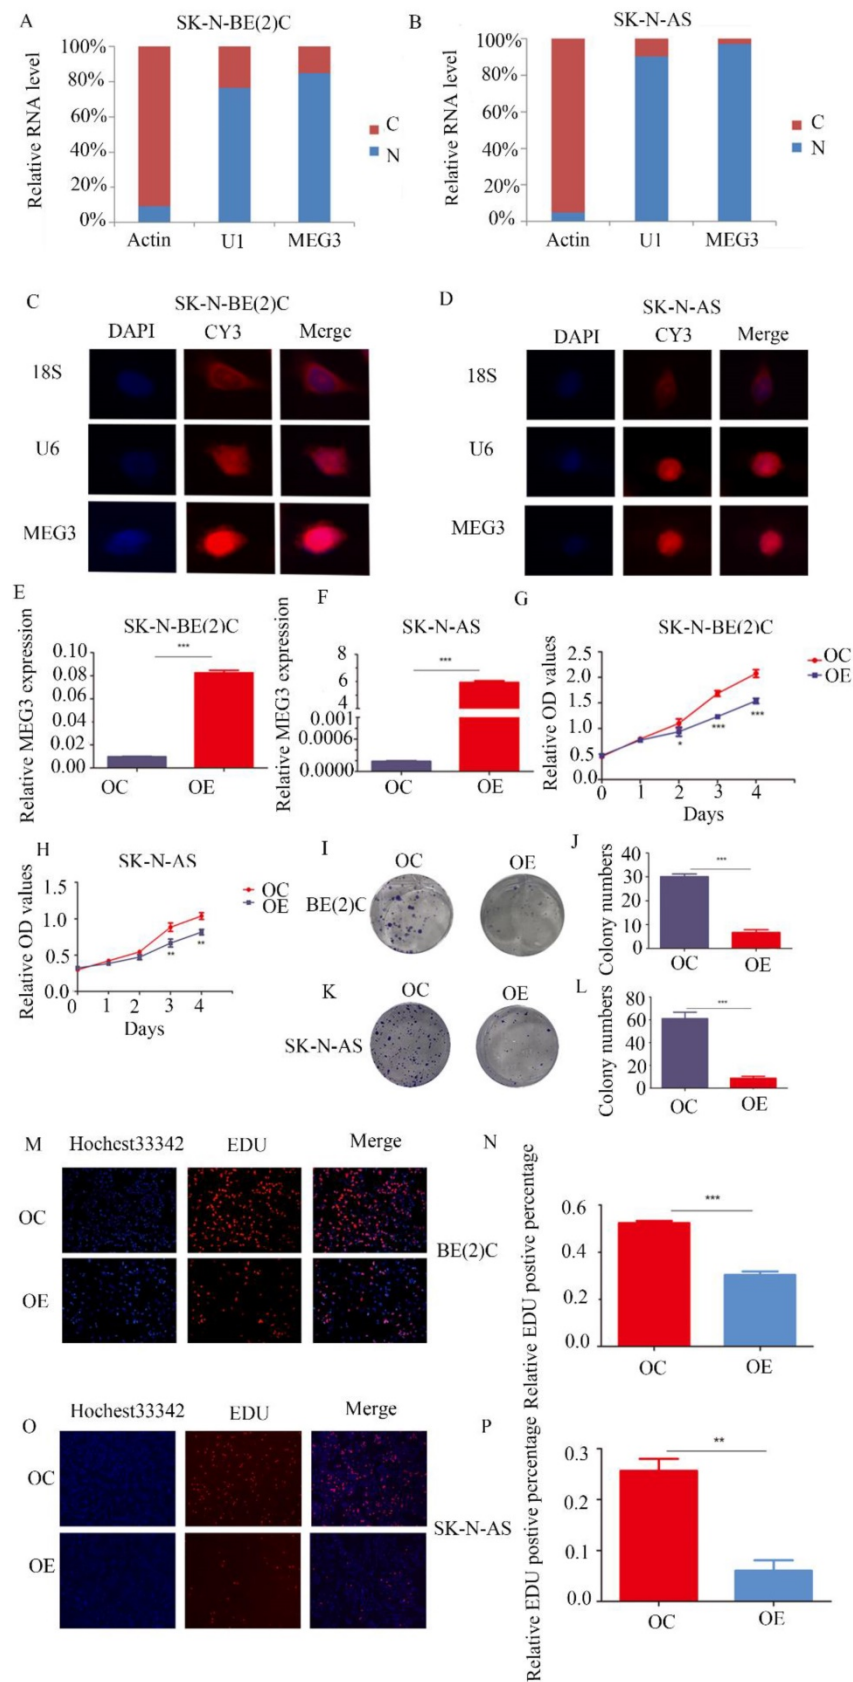 A
SK-N-BE(2)C
Relative RNA level
100%
80%
60%
40%
20%
0%
Actin
U1
MEG3
C
N
B
SK-N-AS
Relative RNA level
100%
80%
60%
40%
20%
0%
Actin
U1
MEG3
C
N
C
SK-N-BE(2)C
DAPI
CY3
Merge
18S
U6
MEG3
D
SK-N-AS
DAPI
CY3
Merge
18S
U6
MEG3
E
SK-N-BE(2)C
Relative MEG3 expression
0.10
0.08
0.06
0.04
0.02
0.00
***
OC
OE
F
SK-N-AS
Relative MEG3 expression
8
6
4
0.001
0.0006
0.0000
***
OC
OE
G
SK-N-BE(2)C
Relative OD values
2.5
2.0
1.5
1.0
0.5
0.0
0
1
2
3
4
Days
*
***
***
OC
OE
H
SK-N-AS
Relative OD values
1.5
1.0
0.5
0.0
0
1
2
3
4
Days
**
**
OC
OE
I
OC
OE
BE(2)C
J
Colony numbers
40
30
20
10
0
***
OC
OE
K
OC
OE
SK-N-AS
L
Colony numbers
80
60
40
20
0
***
OC
OE
M
Hochest33342
EDU
Merge
OC
OE
BE(2)C
N
Relative EDU postive percentage
0.6
0.4
0.2
0.0
***
OC
OE
O
Hochest33342
EDU
Merge
OC
OE
SK-N-AS
P
Relative EDU postive percentage
0.3
0.2
0.1
0.0
**
OC
OE